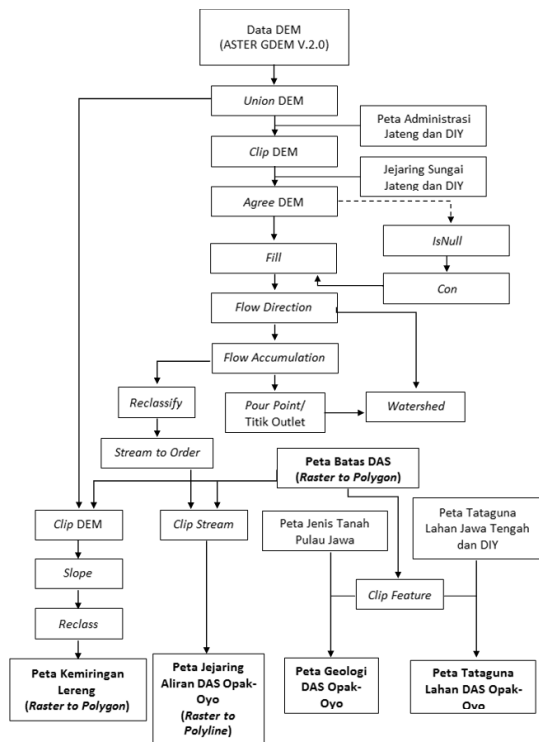 Data DEM
(ASTER GDEM V.2.0)
Union DEM
Peta Administrasi
Jateng dan DIY
Clip DEM
Jejaring Sungai
Jateng dan DIY
Agree DEM
IsNull
Fill
Con
Flow Direction
Flow Accumulation
Reclassify
Pour Point/
Titik Outlet
Watershed
Stream to Order
Peta Batas DAS
(Raster to Polygon)
Clip DEM
Clip Stream
Peta Jenis Tanah
Pulau Jawa
Peta Tataguna
Lahan Jawa Tengah
dan DIY
Slope
Clip Feature
Reclass
Peta Kemiringan
Lereng
(Raster to Polygon)
Peta Jejaring
Aliran DAS Opak-
Oyo
(Raster to
Polyline)
Peta Geologi
DAS Opak-
Oyo
Peta Tataguna
Lahan DAS Opak-
Oyo